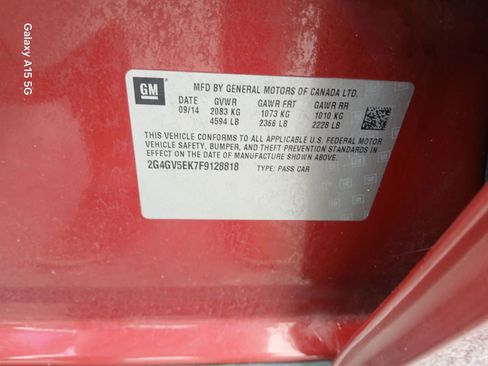 Galaxy A15 5G
GM
MFD BY GENERAL MOTORS OF CANADA LTD.
DATE GVWR GAWR FRT GAWR RR
09/14 2083 KG 1073 KG 1010 KG
4594 LB 2366 LB 2228 LB
THIS VEHICLE CONFORMS TO ALL APPLICABLE U.S. FEDERAL MOTOR
VEHICLE SAFETY, BUMPER, AND THEFT PREVENTION STANDARDS
IN EFFECT ON THE DATE OF MANUFACTURE SHOWN ABOVE.
2G4GV5EK7F9128818 TYPE: PASS CAR